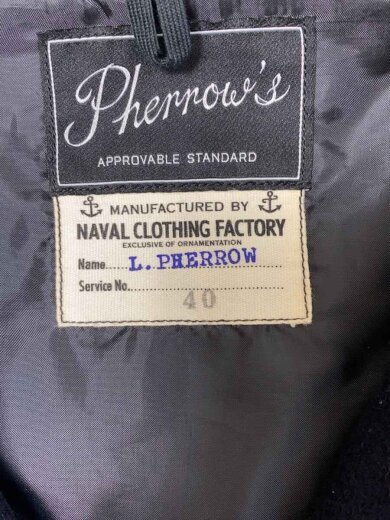 Pherrow's
APPROVABLE STANDARD
MANUFACTURED BY
NAVAL CLOTHING FACTORY
EXCLUSIVE OF ORNAMENTATION
Name.....L. PHERROW
Service No.....40